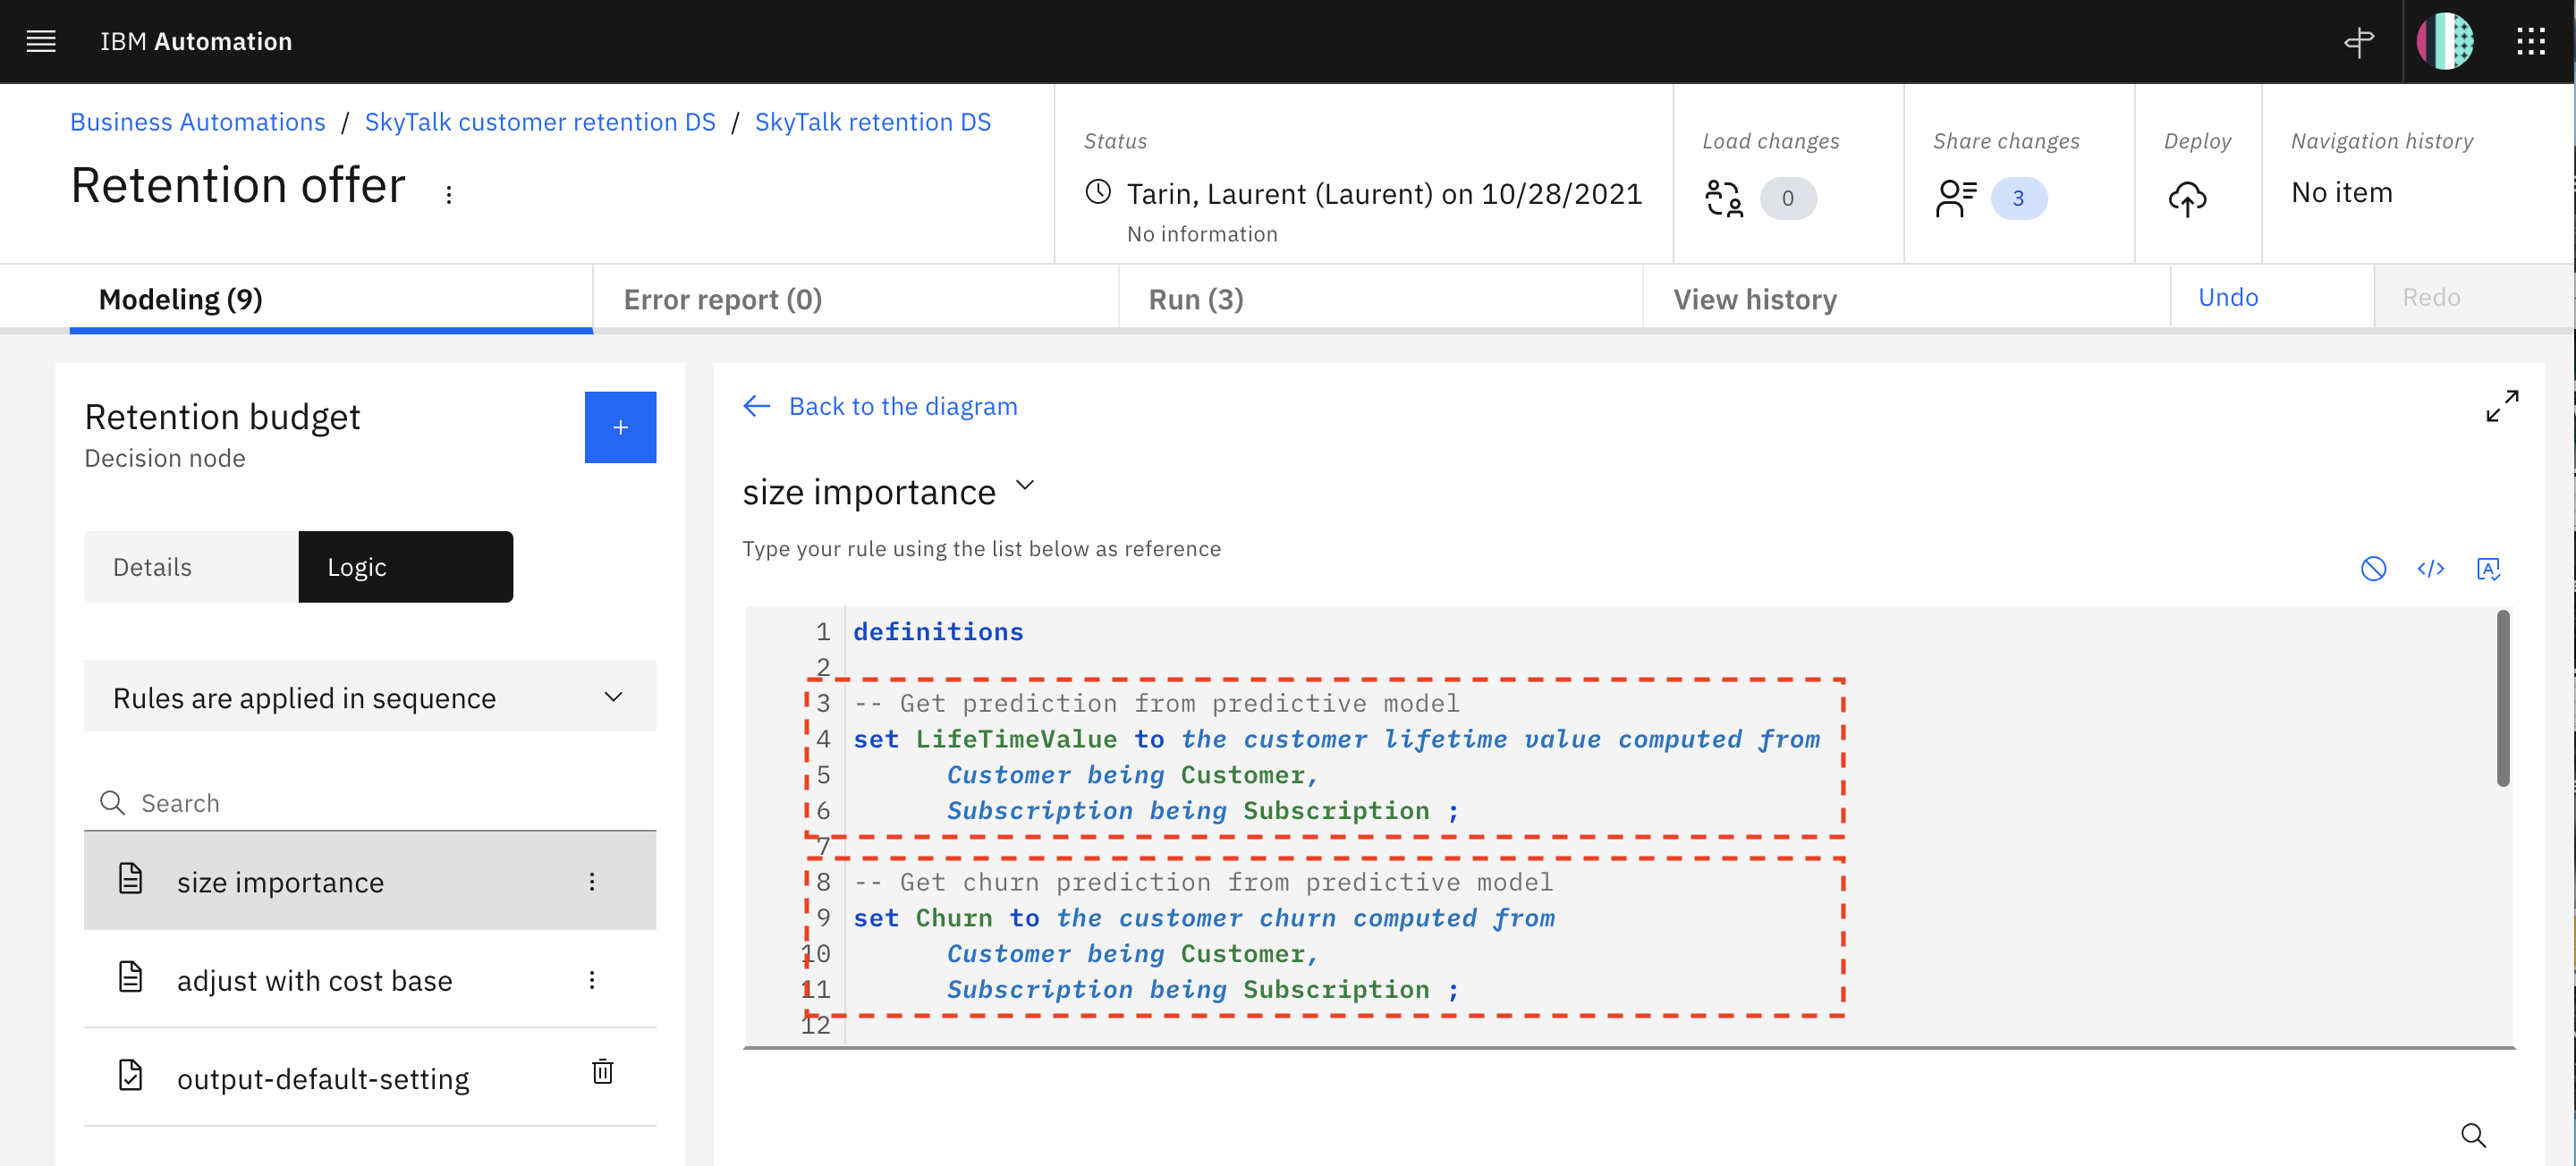 IBM Automation
Business Automations / SkyTalk customer retention DS / SkyTalk retention DS
Retention offer
Status
Tarin, Laurent (Laurent) on 10/28/2021
No information
Load changes
0
Share changes
3
Deploy
Navigation history
No item
Modeling (9)
Error report (0)
Run (3)
View history
Undo
Redo
Retention budget
Decision node
+
Details
Logic
Rules are applied in sequence
Search
size importance
adjust with cost base
output-default-setting
Back to the diagram
size importance
Type your rule using the list below as reference
1 definitions
2
3 -- Get prediction from predictive model
4 set LifeTimeValue to the customer lifetime value computed from
5 Customer being Customer,
6 Subscription being Subscription ;
7
8 -- Get churn prediction from predictive model
9 set Churn to the customer churn computed from
10 Customer being Customer,
11 Subscription being Subscription ;
12